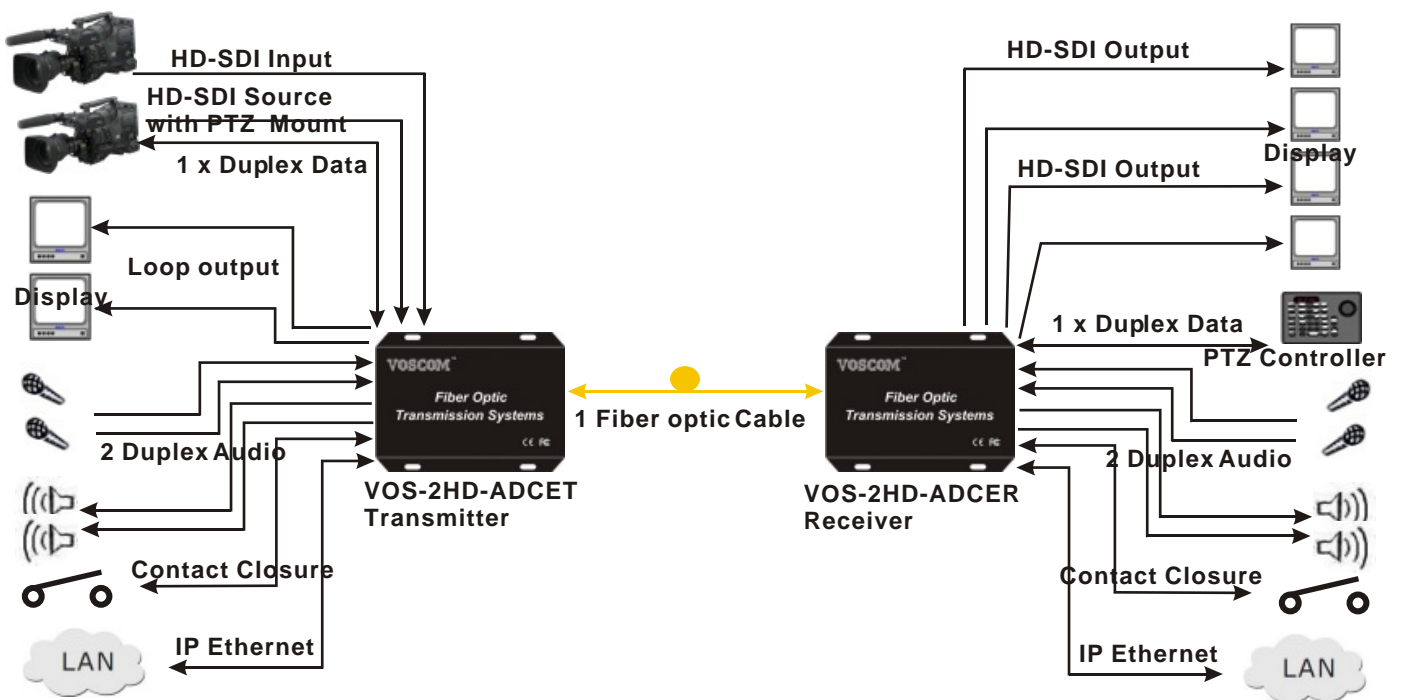 HD-SDI Input
HD-SDI Source
with PTZ Mount
1 x Duplex Data
Loop output
Display
2 Duplex Audio
Contact Closure
IP Ethernet
LAN
VOSCOM™
Fiber Optic
Transmission Systems
CE FC
VOS-2HD-ADCET
Transmitter
1 Fiber optic Cable
VOSCOM™
Fiber Optic
Transmission Systems
CE FC
VOS-2HD-ADCER
Receiver
HD-SDI Output
Display
HD-SDI Output
1 x Duplex Data
PTZ Controller
2 Duplex Audio
Contact Closure
IP Ethernet
LAN